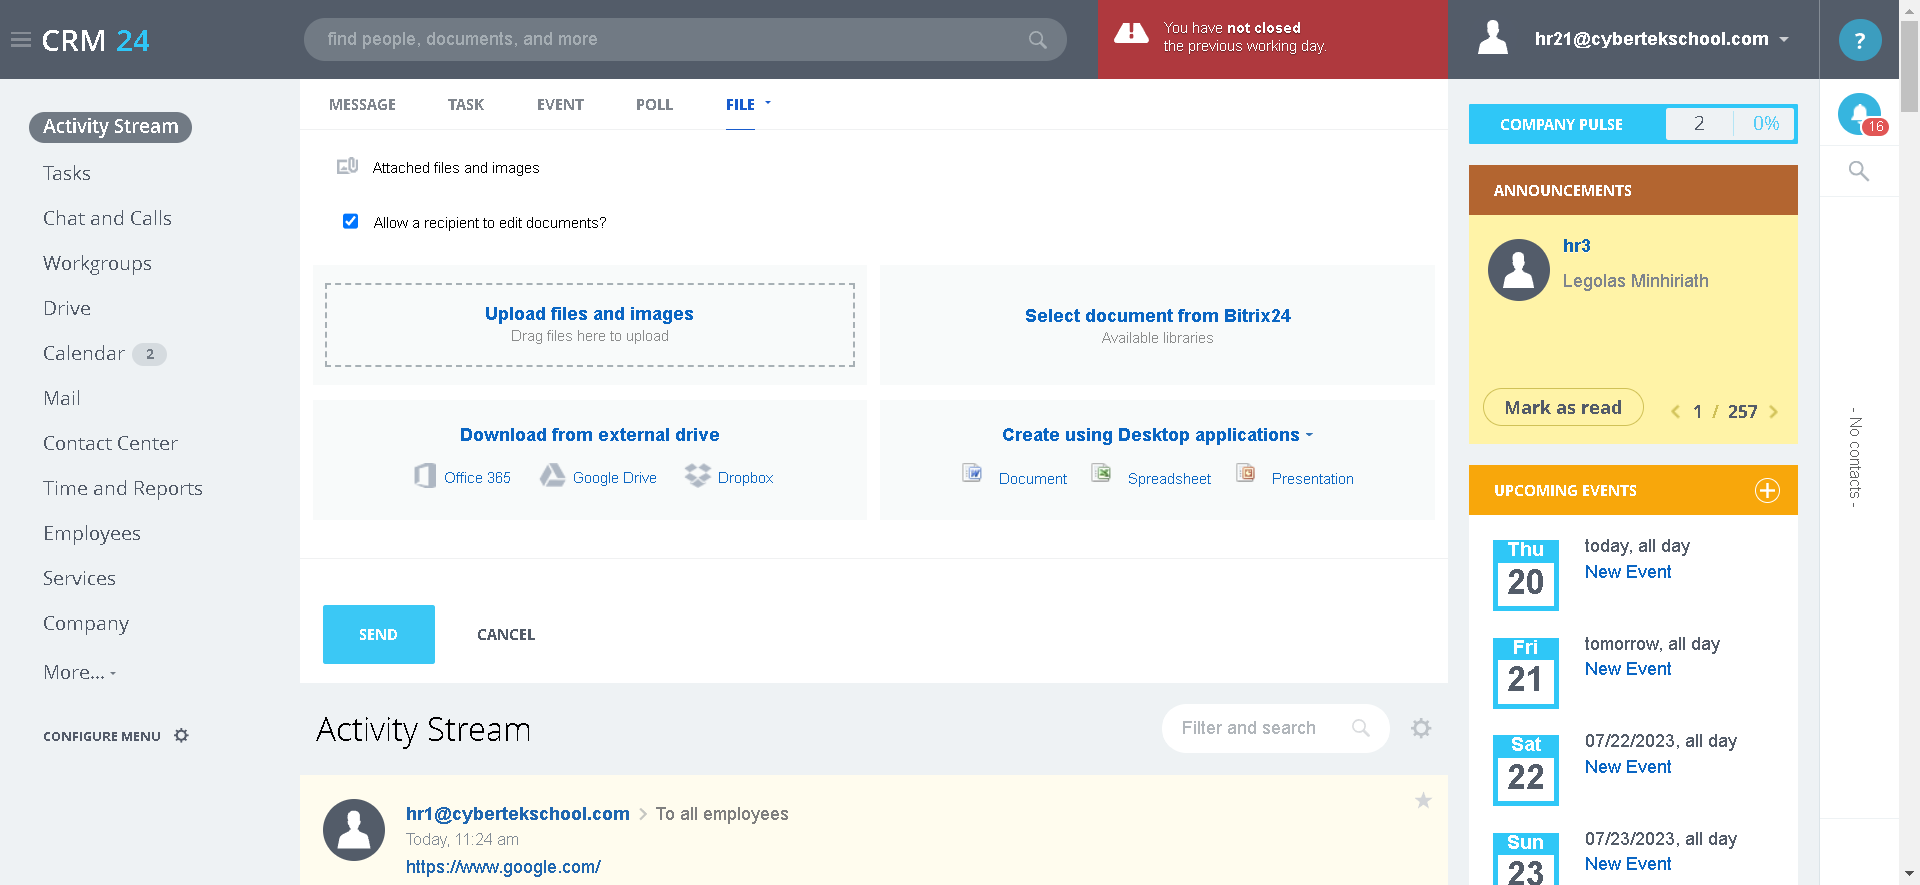 CRM 24
find people, documents, and more
You have not closed
the previous working day.
hr21@cybertekschool.com
?
Activity Stream
Tasks
Chat and Calls
Workgroups
Drive
Calendar 2
Mail
Contact Center
Time and Reports
Employees
Services
Company
More...
CONFIGURE MENU
MESSAGE TASK EVENT POLL FILE
Attached files and images
Allow a recipient to edit documents?
Upload files and images
Drag files here to upload
Select document from Bitrix24
Available libraries
Download from external drive
Office 365 Google Drive Dropbox
Create using Desktop applications
Document Spreadsheet Presentation
SEND CANCEL
Activity Stream
Filter and search
hr1@cybertekschool.com To all employees
Today, 11:24 am
https://www.google.com/
COMPANY PULSE 2 0%
ANNOUNCEMENTS
hr3
Legolas Minhiriath
Mark as read
1 / 257
UPCOMING EVENTS
Thu
20
today, all day
New Event
Fri
21
tomorrow, all day
New Event
Sat
22
07/22/2023, all day
New Event
Sun
23
07/23/2023, all day
New Event
16
- No contacts -